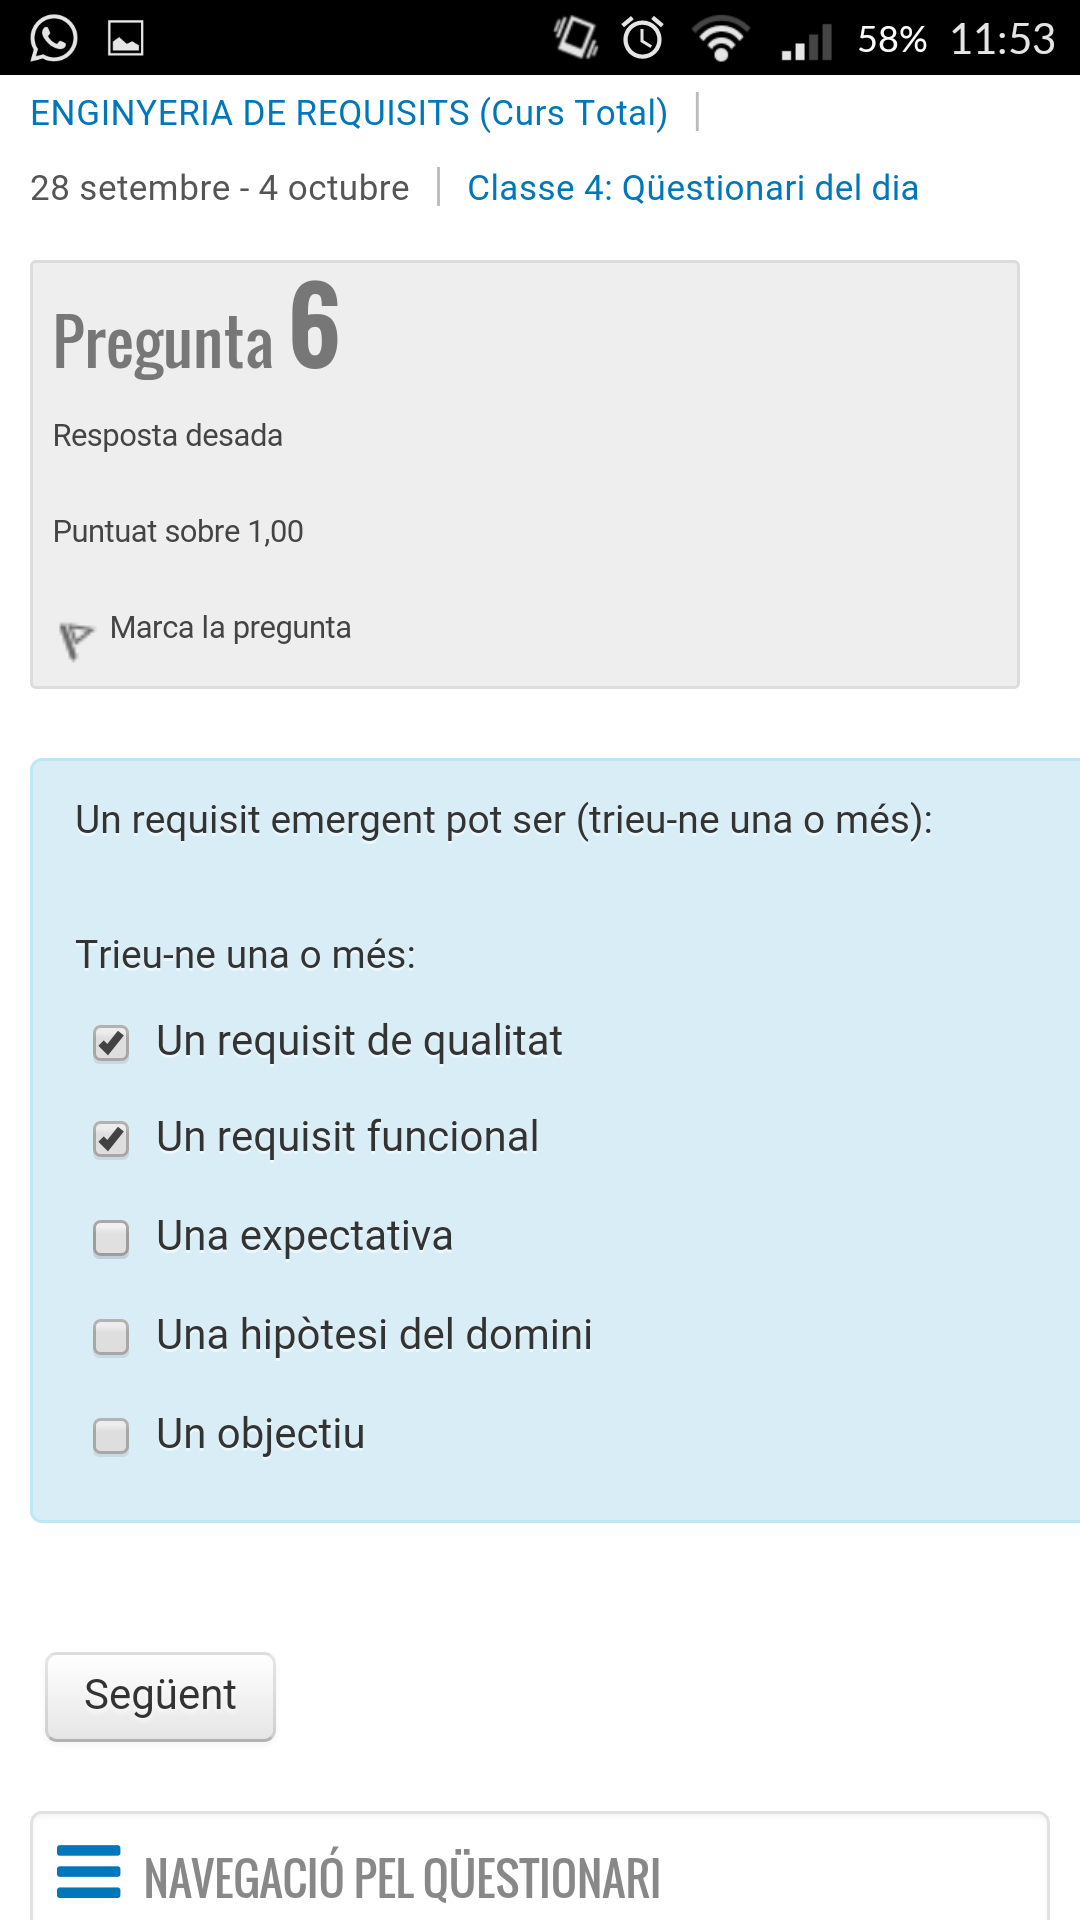 58% 11:53
ENGINYERIA DE REQUISITS (Curs Total)
28 setembre - 4 octubre
Classe 4: Qüestionari del dia
Pregunta 6
Resposta desada
Puntuat sobre 1,00
Marca la pregunta
Un requisit emergent pot ser (trieu-ne una o més):
Trieu-ne una o més:
Un requisit de qualitat
Un requisit funcional
Una expectativa
Una hipòtesi del domini
Un objectiu
Següent
NAVEGACIÓ PEL QÜESTIONARI